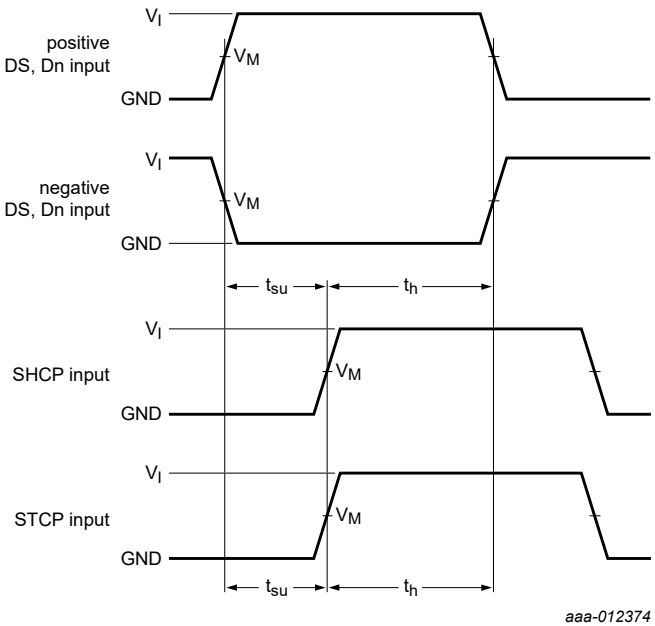 V_I
positive
DS, Dn input
V_M
GND
V_I
negative
DS, Dn input
V_M
GND
t_su
t_h
V_I
SHCP input
V_M
GND
V_I
STCP input
V_M
GND
t_su
t_h
aaa-012374